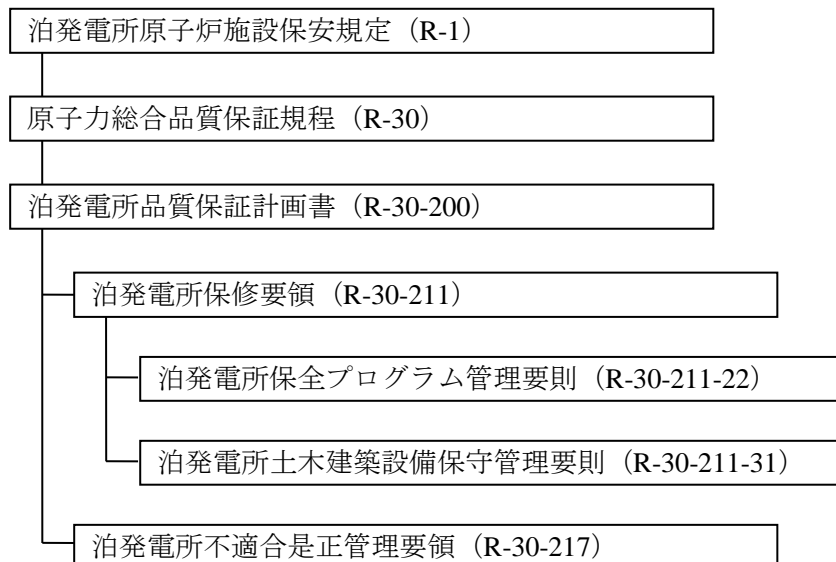 泊発電所原子炉施設保安規定（R-1）
原子力総合品質保証規程（R-30）
泊発電所品質保証計画書（R-30-200）
泊発電所保修要領（R-30-211）
泊発電所保全プログラム管理要則（R-30-211-22）
泊発電所土木建築設備保守管理要則（R-30-211-31）
泊発電所不適合是正管理要領（R-30-217）